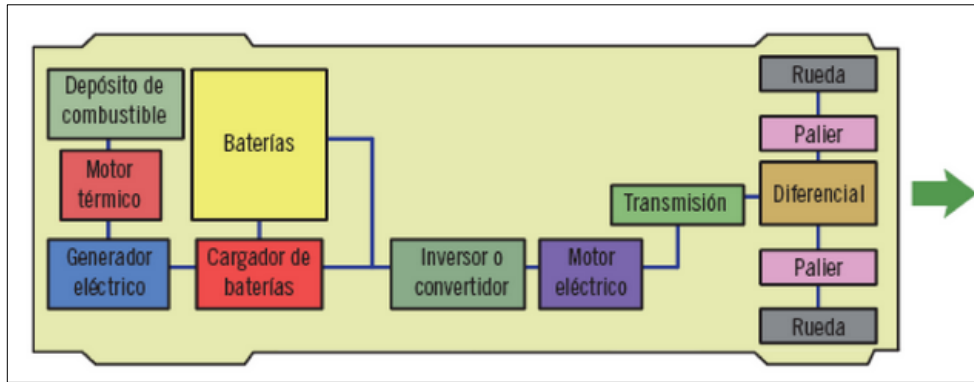 Depósito de
combustible
Motor
térmico
Generador
eléctrico
Baterías
Cargador de
baterías
Inversor o
convertidor
Motor
eléctrico
Transmisión
Rueda
Palier
Diferencial
Palier
Rueda